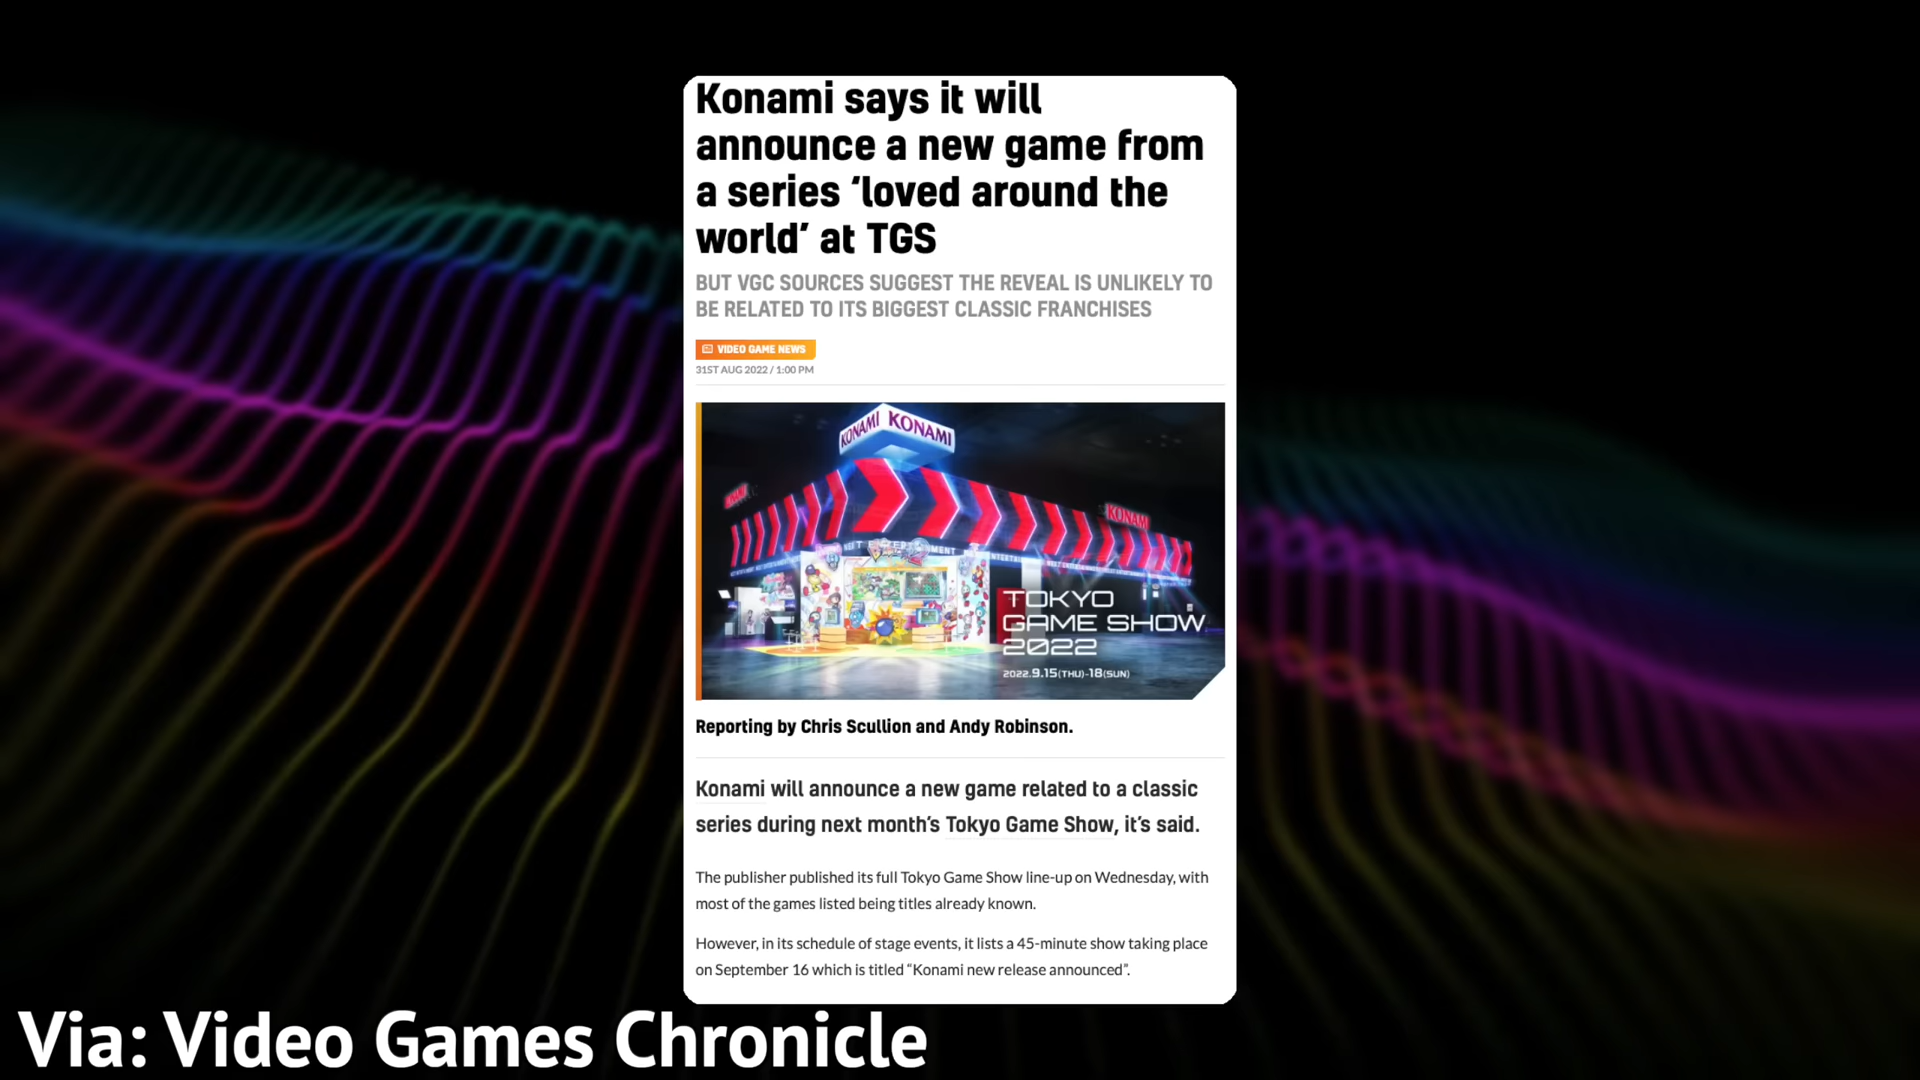 Konami says it will
announce a new game from
a series ‘loved around the
world’ at TGS
BUT VGC SOURCES SUGGEST THE REVEAL IS UNLIKELY TO
BE RELATED TO ITS BIGGEST CLASSIC FRANCHISES
VIDEO GAME NEWS
31ST AUG 2022 / 1:00 PM
KONAMI KONAMI
KONAMI
KONAMI
TOKYO
GAME SHOW
2022
2022.9.15(THU)-18(SUN)
Reporting by Chris Scullion and Andy Robinson.
Konami will announce a new game related to a classic
series during next month’s Tokyo Game Show, it’s said.
The publisher published its full Tokyo Game Show line-up on Wednesday, with
most of the games listed being titles already known.
However, in its schedule of stage events, it lists a 45-minute show taking place
on September 16 which is titled “Konami new release announced”.
Via: Video Games Chronicle